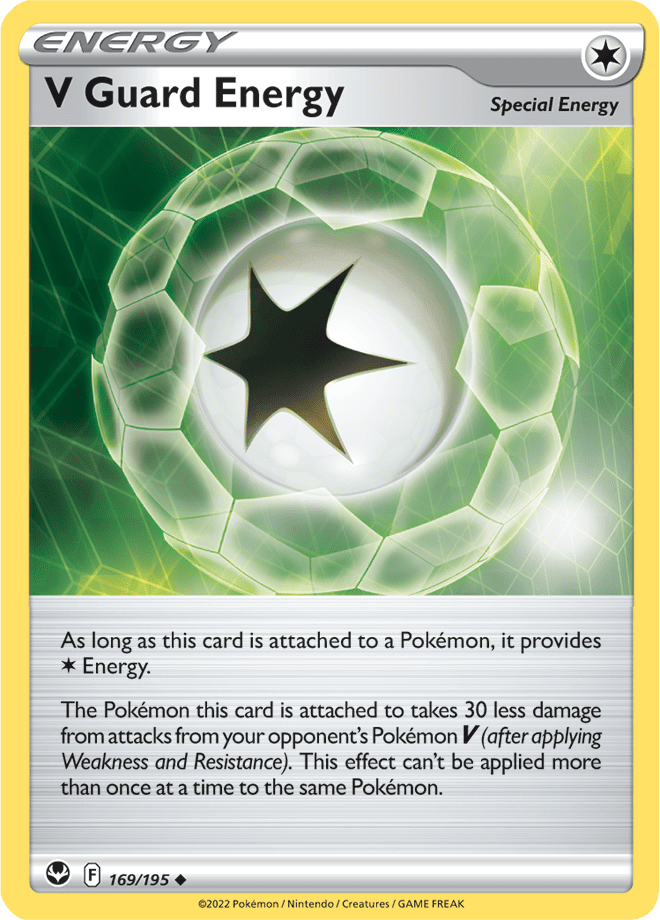 ENERGY
V Guard Energy
Special Energy
As long as this card is attached to a Pokémon, it provides
Energy.
The Pokémon this card is attached to takes 30 less damage
from attacks from your opponent's Pokémon V (after applying
Weakness and Resistance). This effect can't be applied more
than once at a time to the same Pokémon.
F 169/195
©2022 Pokémon / Nintendo / Creatures / GAME FREAK